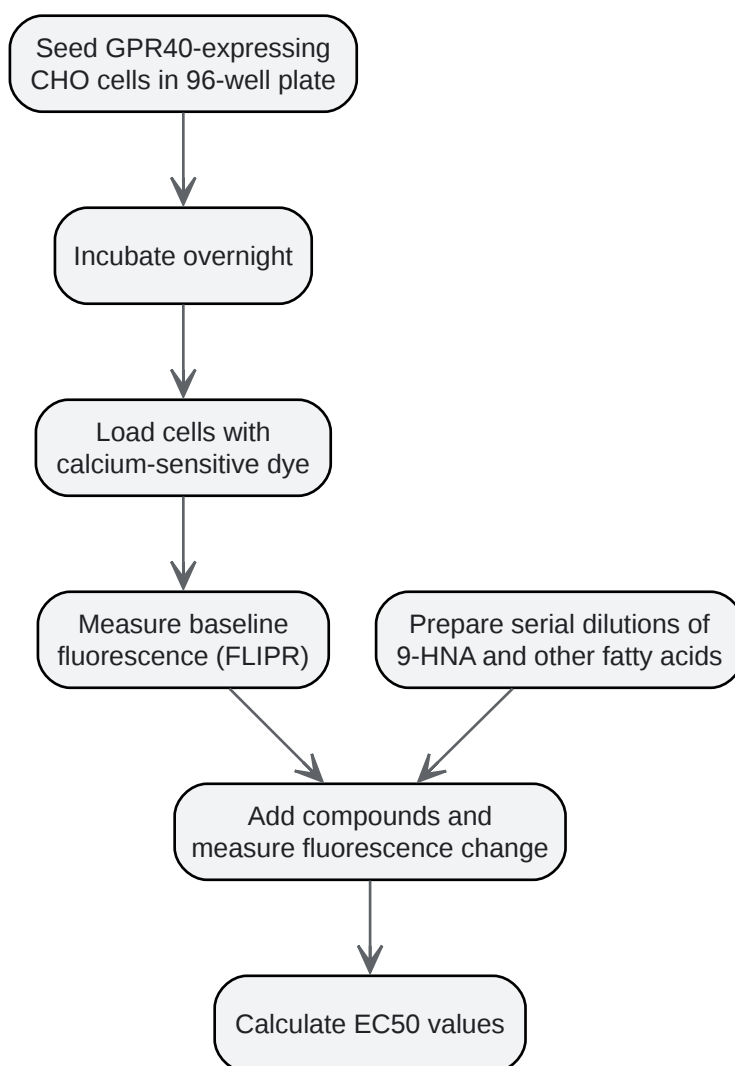 Seed GPR40-expressing
CHO cells in 96-well plate
Incubate overnight
Load cells with
calcium-sensitive dye
Measure baseline
fluorescence (FLIPR)
Prepare serial dilutions of
9-HNA and other fatty acids
Add compounds and
measure fluorescence change
Calculate EC50 values